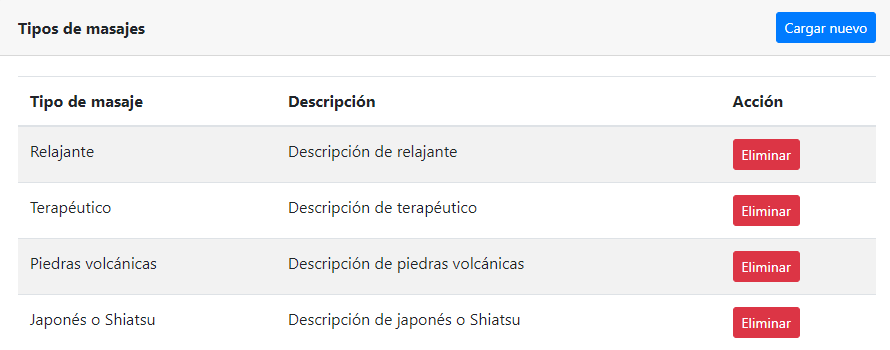 Tipos de masajes Cargar nuevo
Tipo de masaje Descripción Acción
Relajante Descripción de relajante Eliminar
Terapéutico Descripción de terapéutico Eliminar
Piedras volcánicas Descripción de piedras volcánicas Eliminar
Japonés o Shiatsu Descripción de japonés o Shiatsu Eliminar